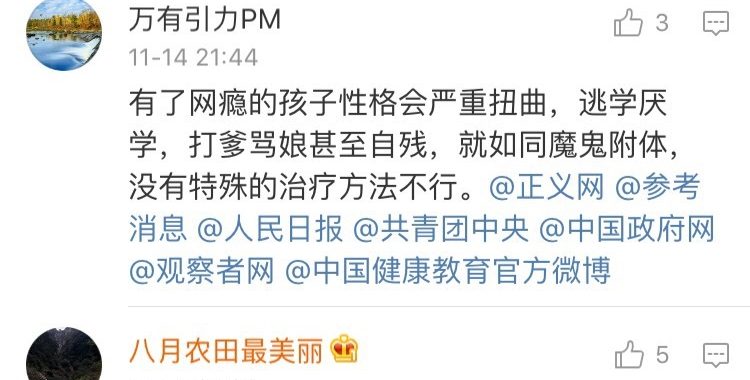 万有引力PM
3
11-14 21:44
有了网瘾的孩子性格会严重扭曲，逃学厌
学，打爹骂娘甚至自残，就如同魔鬼附体，
没有特殊的治疗方法不行。@正义网 @参考
消息 @人民日报 @共青团中央 @中国政府网
@观察者网 @中国健康教育官方微博
八月农田最美丽
5